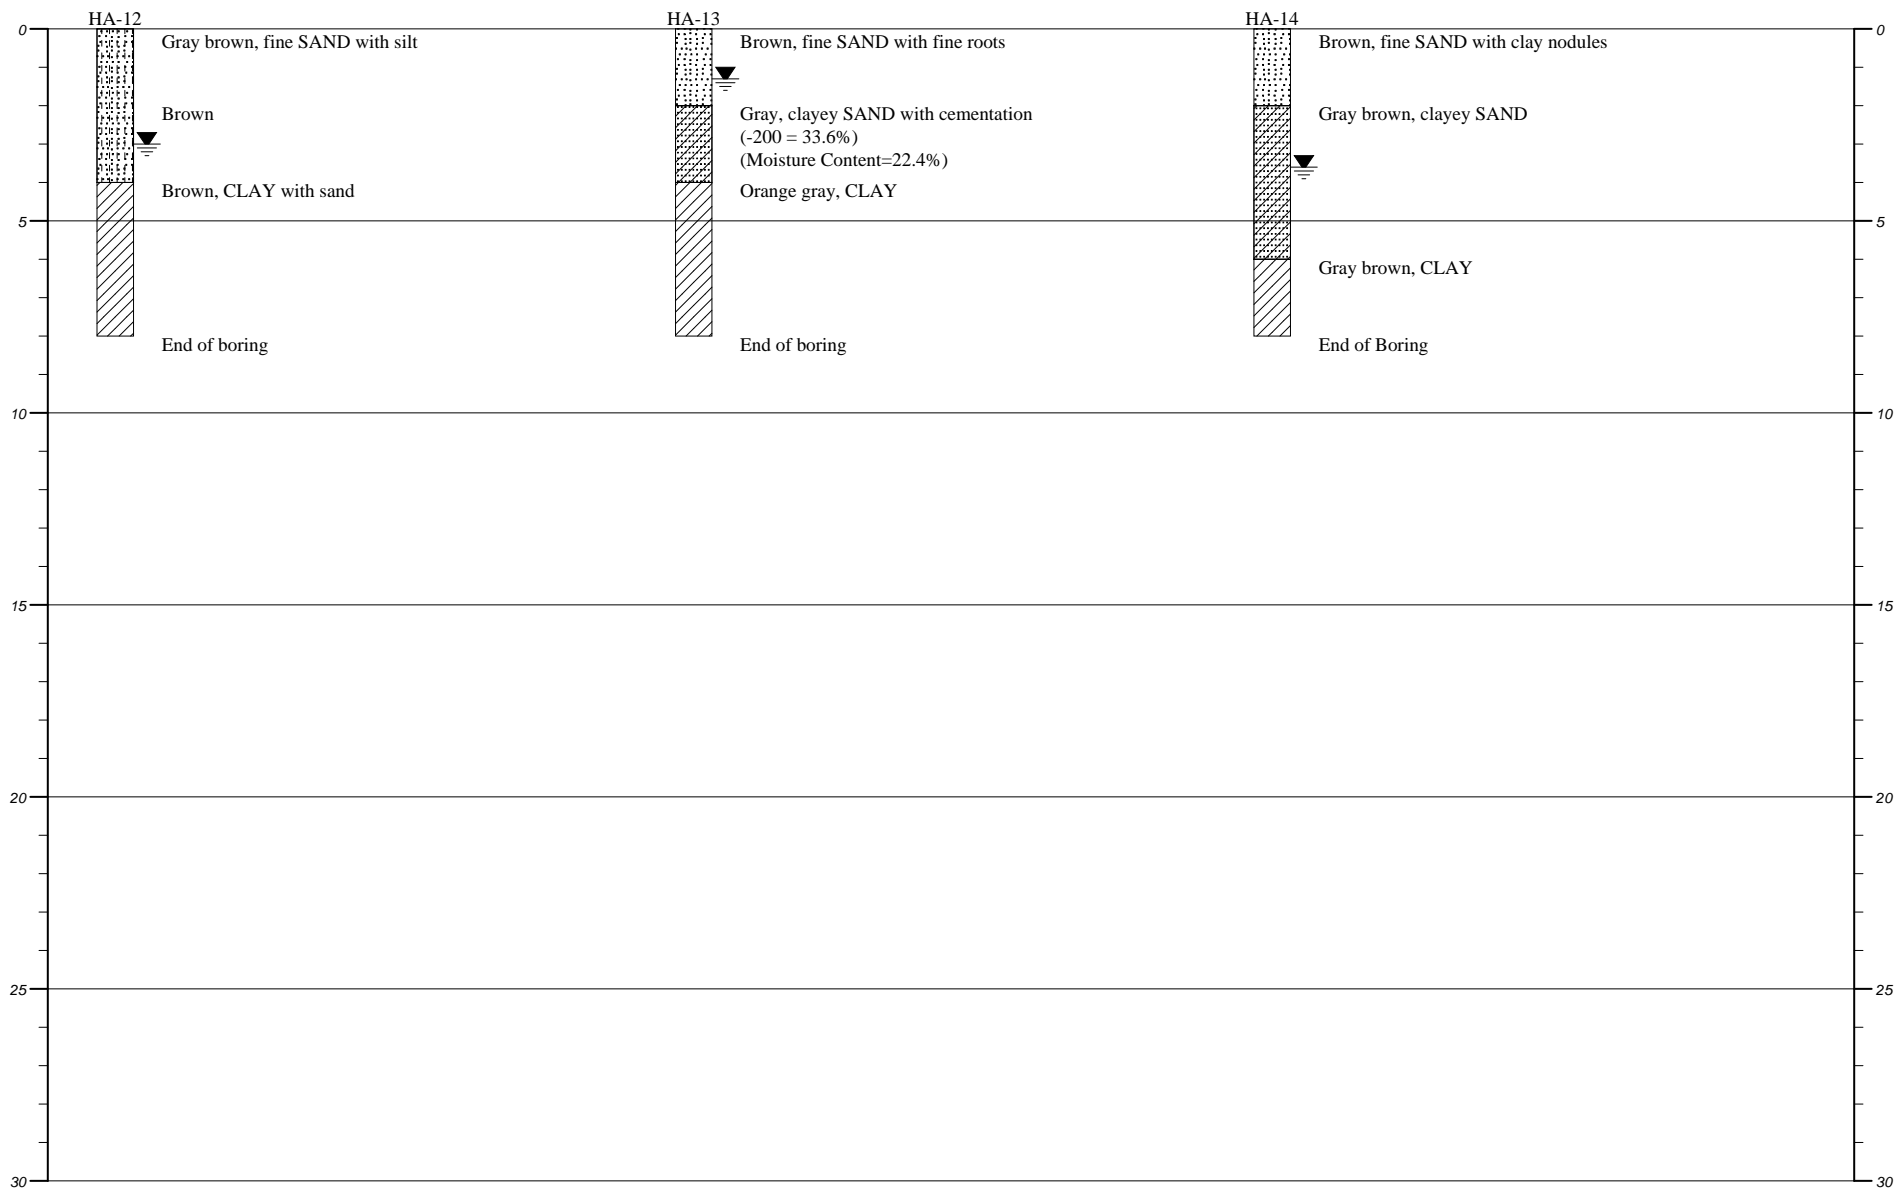 HA-12
HA-13
HA-14
0
0
Gray brown, fine SAND with silt
Brown, fine SAND with fine roots
Brown, fine SAND with clay nodules
Brown
Gray, clayey SAND with cementation
Gray brown, clayey SAND
(-200 = 33.6%)
(Moisture Content=22.4%)
Brown, CLAY with sand
Orange gray, CLAY
5
5
Gray brown, CLAY
End of boring
End of boring
End of Boring
10
10
15
15
20
20
25
25
30
30